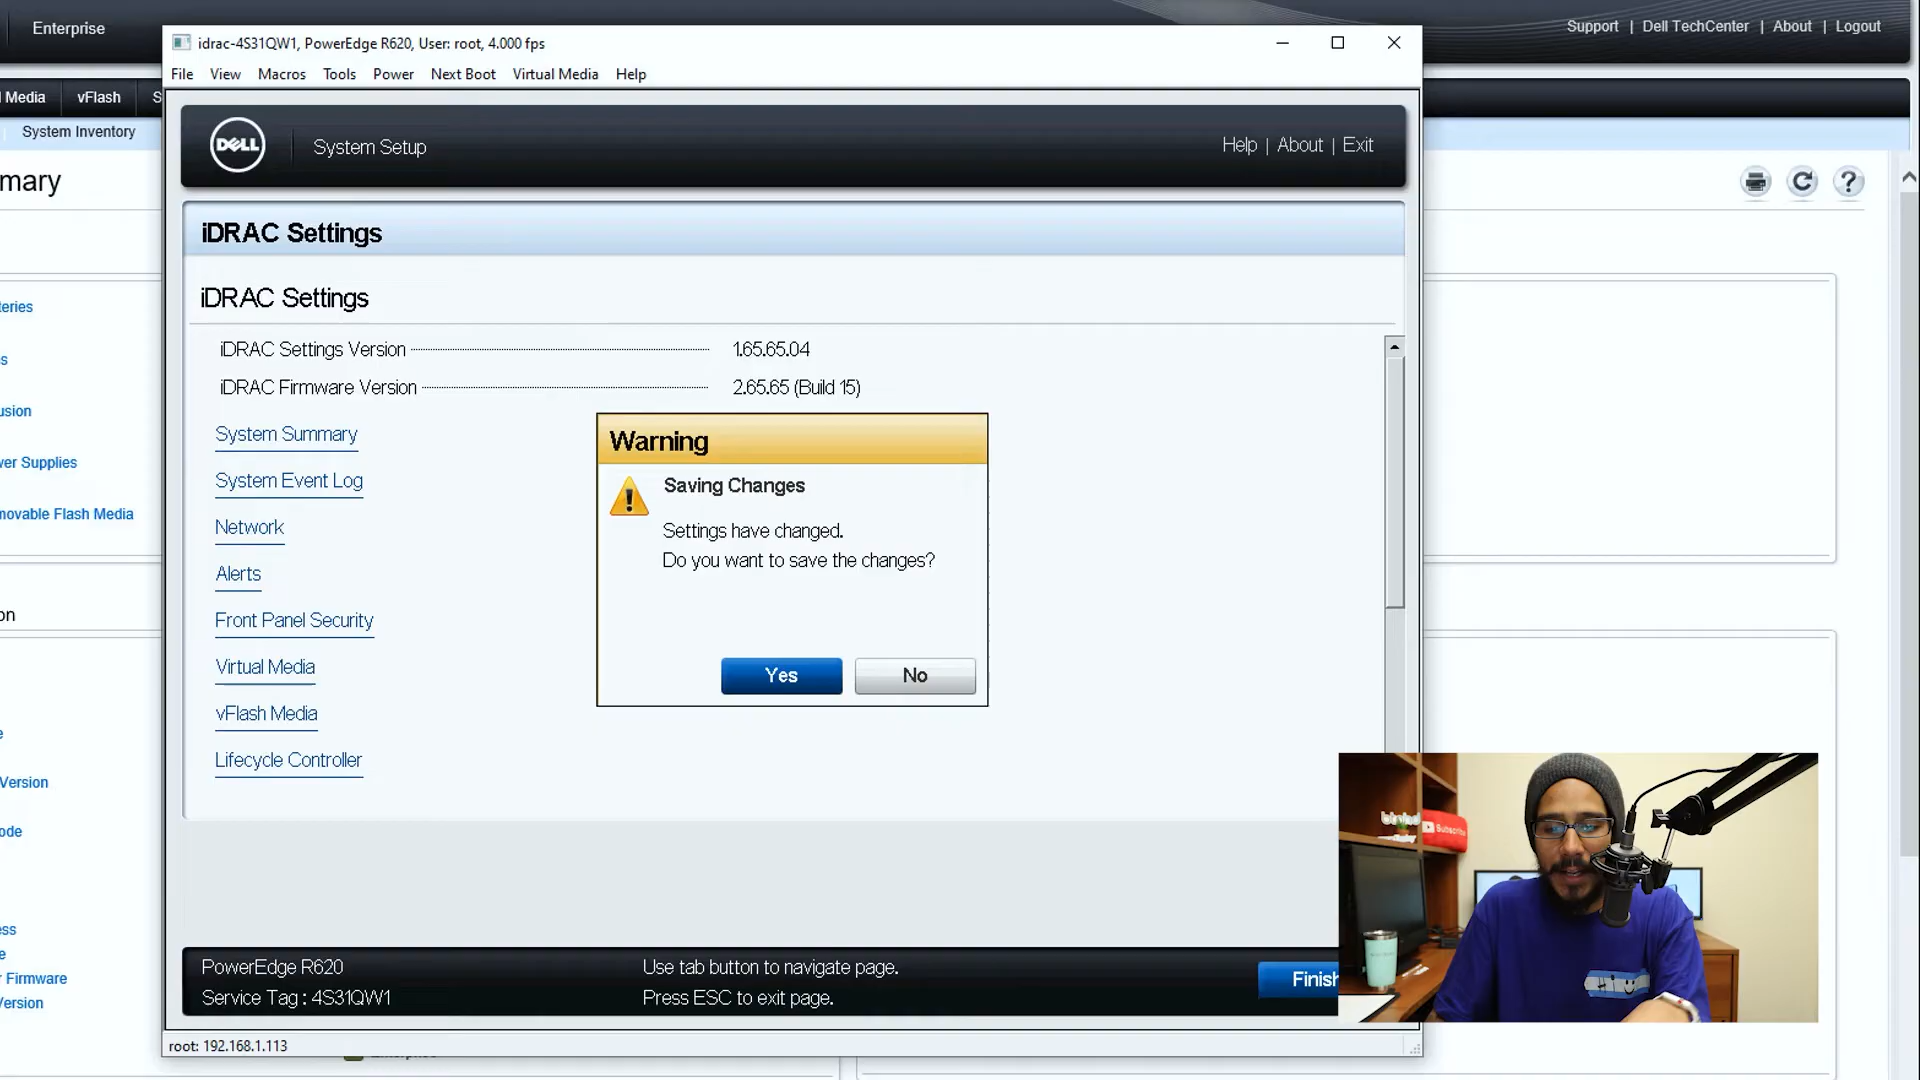 Enterprise
Support | Dell TechCenter | About | Logout
idrac-4S31QW1, PowerEdge R620, User: root, 4.000 fps
File View Macros Tools Power Next Boot Virtual Media Help
Media vFlash S
System Inventory
DELL System Setup
Help | About | Exit
mary
iDRAC Settings
iDRAC Settings
iDRAC Settings Version 1.65.65.04
iDRAC Firmware Version 2.65.65 (Build 15)
System Summary
System Event Log
Network
Alerts
Front Panel Security
Virtual Media
vFlash Media
Lifecycle Controller
Warning
Saving Changes
Settings have changed.
Do you want to save the changes?
Yes No
teries
s
usion
ver Supplies
movable Flash Media
on
e
Version
ode
ess
e
r Firmware
Version
PowerEdge R620
Service Tag : 4S31QW1
Use tab button to navigate page.
Press ESC to exit page.
Finish
Subscribe
root: 192.168.1.113